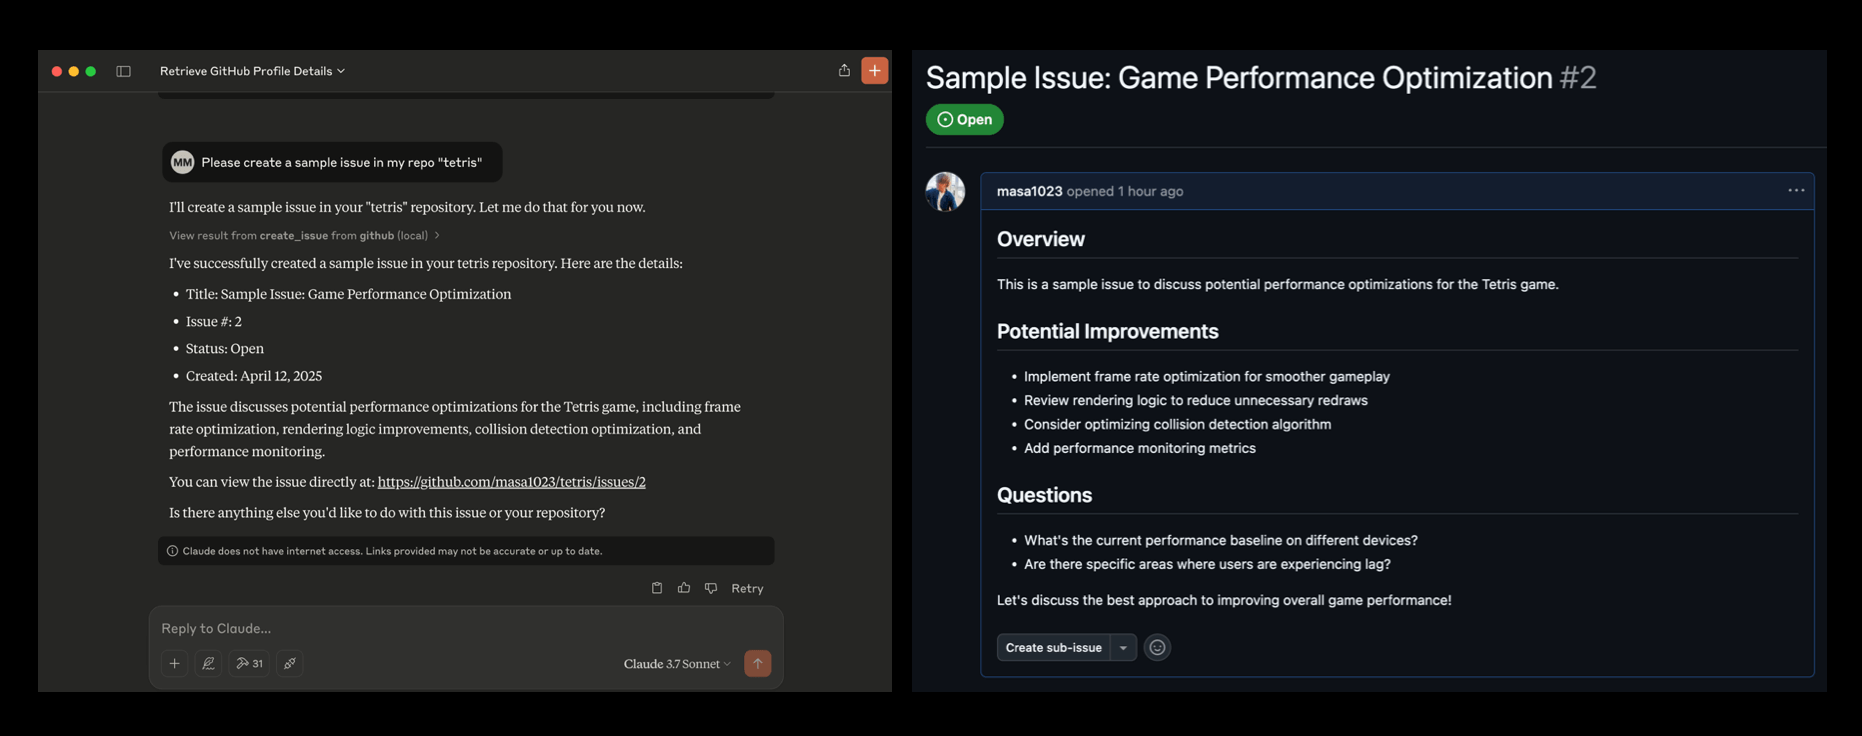 Retrieve GitHub Profile Details
MM
Please create a sample issue in my repo "tetris"
I'll create a sample issue in your "tetris" repository. Let me do that for you now.
View result from create_issue from github (local)
I've successfully created a sample issue in your tetris repository. Here are the details:
• Title: Sample Issue: Game Performance Optimization
• Issue #: 2
• Status: Open
• Created: April 12, 2025
The issue discusses potential performance optimizations for the Tetris game, including frame
rate optimization, rendering logic improvements, collision detection optimization, and
performance monitoring.
You can view the issue directly at: https://github.com/masa1023/tetris/issues/2
Is there anything else you'd like to do with this issue or your repository?
Claude does not have internet access. Links provided may not be accurate or up to date.
Retry
Reply to Claude...
31
Claude 3.7 Sonnet
Sample Issue: Game Performance Optimization #2
Open
masa1023 opened 1 hour ago
Overview
This is a sample issue to discuss potential performance optimizations for the Tetris game.
Potential Improvements
• Implement frame rate optimization for smoother gameplay
• Review rendering logic to reduce unnecessary redraws
• Consider optimizing collision detection algorithm
• Add performance monitoring metrics
Questions
• What's the current performance baseline on different devices?
• Are there specific areas where users are experiencing lag?
Let's discuss the best approach to improving overall game performance!
Create sub-issue